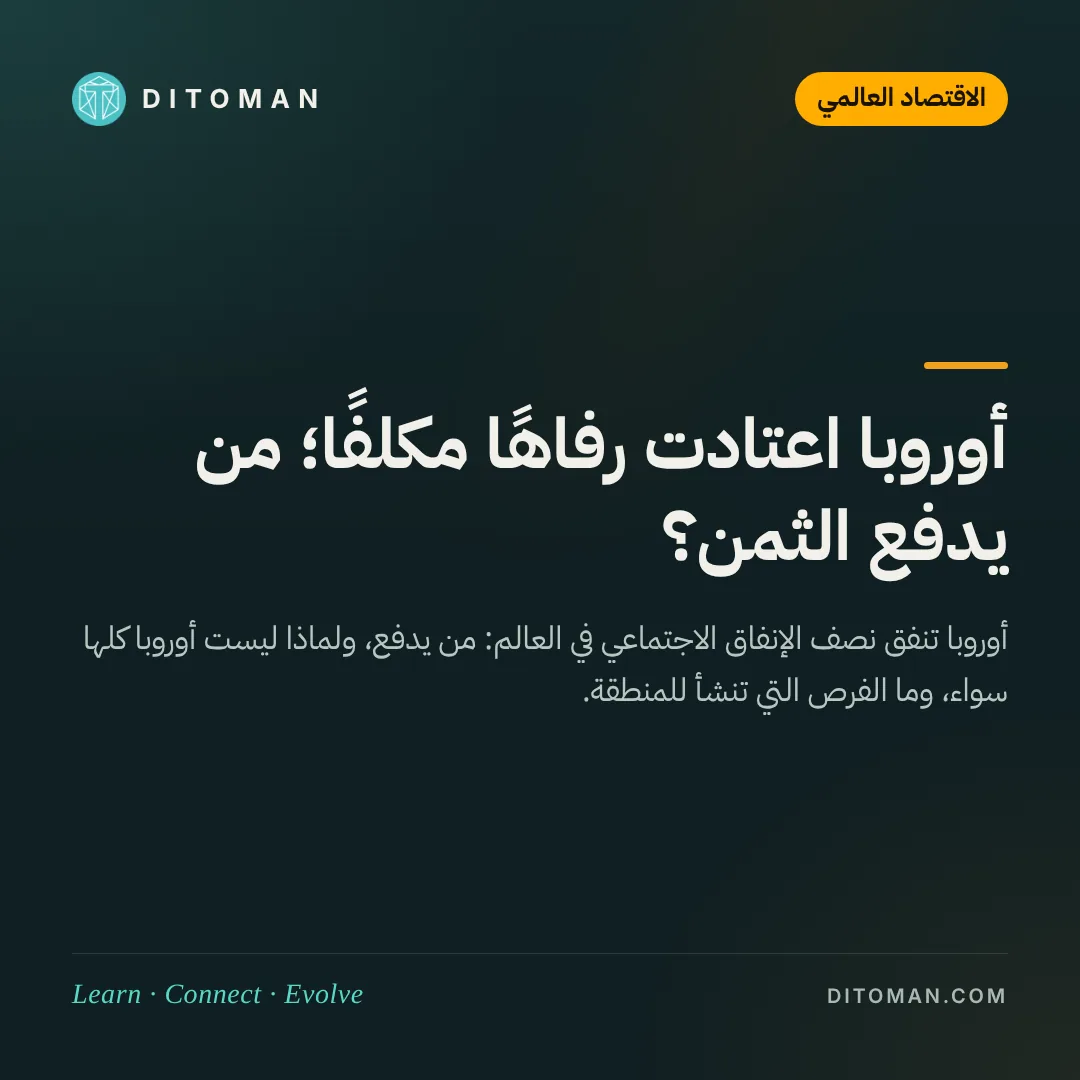 DITOMAN
الاقتصاد العالمي
أوروبا اعتادت رفاهًا مكلفًا؛ من
يدفع الثمن؟
أوروبا تنفق نصف الإنفاق الاجتماعي في العالم: من يدفع، ولماذا ليست أوروبا كلها
سواء، وما الفرص التي تنشأ للمنطقة.
Learn · Connect · Evolve
DITOMAN.COM